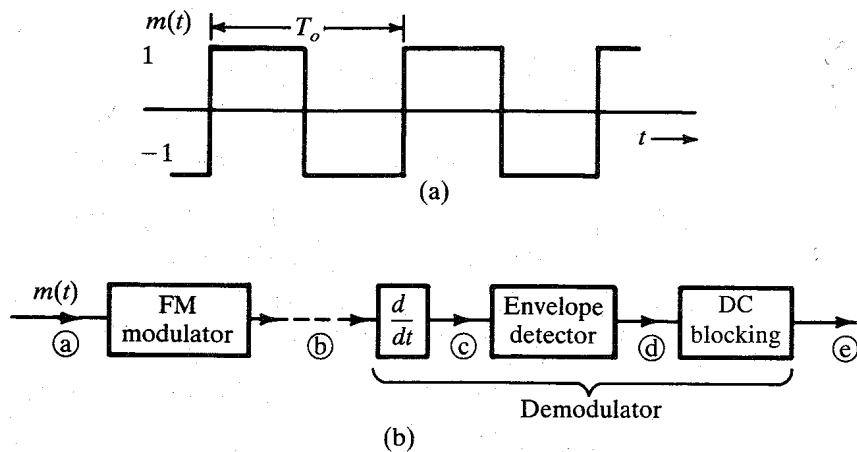 m(t)
T_o
1
−1
t
(a)
m(t)
FM modulator
d/dt
Envelope detector
DC blocking
ⓐ
ⓑ
ⓒ
ⓓ
ⓔ
Demodulator
(b)